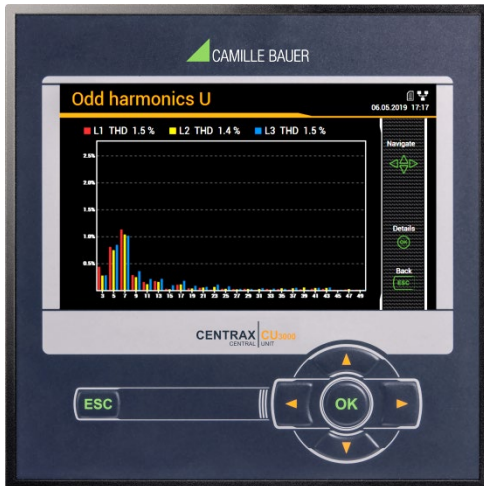 CAMILLE BAUER
Odd harmonics U
06.05.2019 17:17
L1 THD 1.5 % L2 THD 1.4 % L3 THD 1.5 %
Navigate
2.5%
2.0%
1.5%
Details
OK
1.0%
Back
ESC
0.5%
3 5 7 9 11 13 15 17 19 21 23 25 27 29 31 33 35 37 39 41 43 45 47 49
CENTRAX CU3000
CENTRAL UNIT
ESC
OK